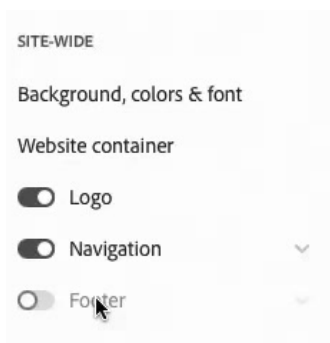 SITE-WIDE
Background, colors & font
Website container
Logo
Navigation
Footer